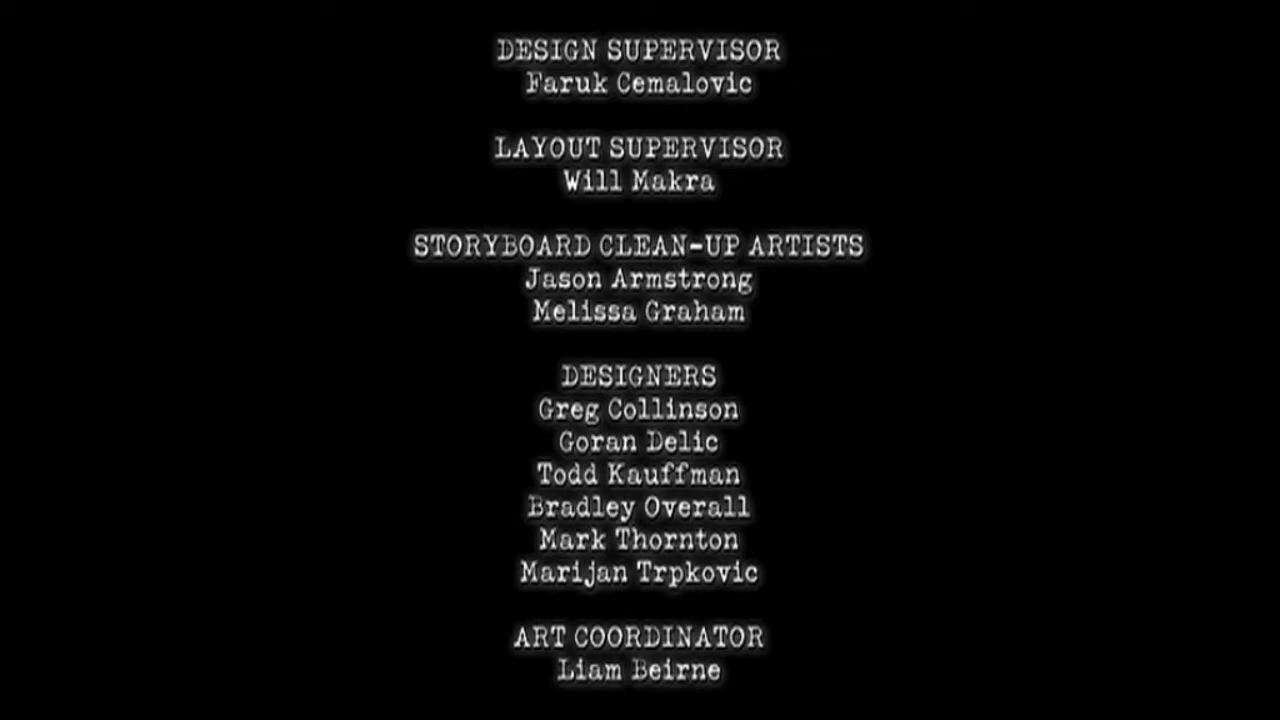 DESIGN SUPERVISOR
Faruk Cemalovic
LAYOUT SUPERVISOR
Will Makra
STORYBOARD CLEAN-UP ARTISTS
Jason Armstrong
Melissa Graham
DESIGNERS
Greg Collinson
Goran Delic
Todd Kauffman
Bradley Overall
Mark Thornton
Marijan Trpkovic
ART COORDINATOR
Liam Beirne